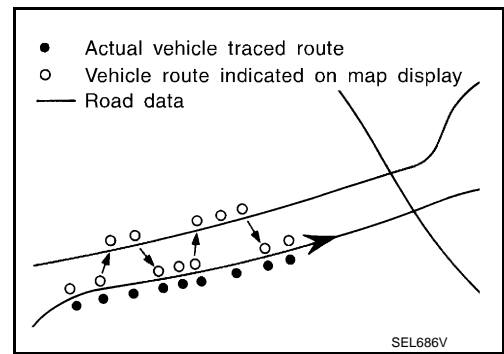 Actual vehicle traced route
Vehicle route indicated on map display
Road data
SEL686V